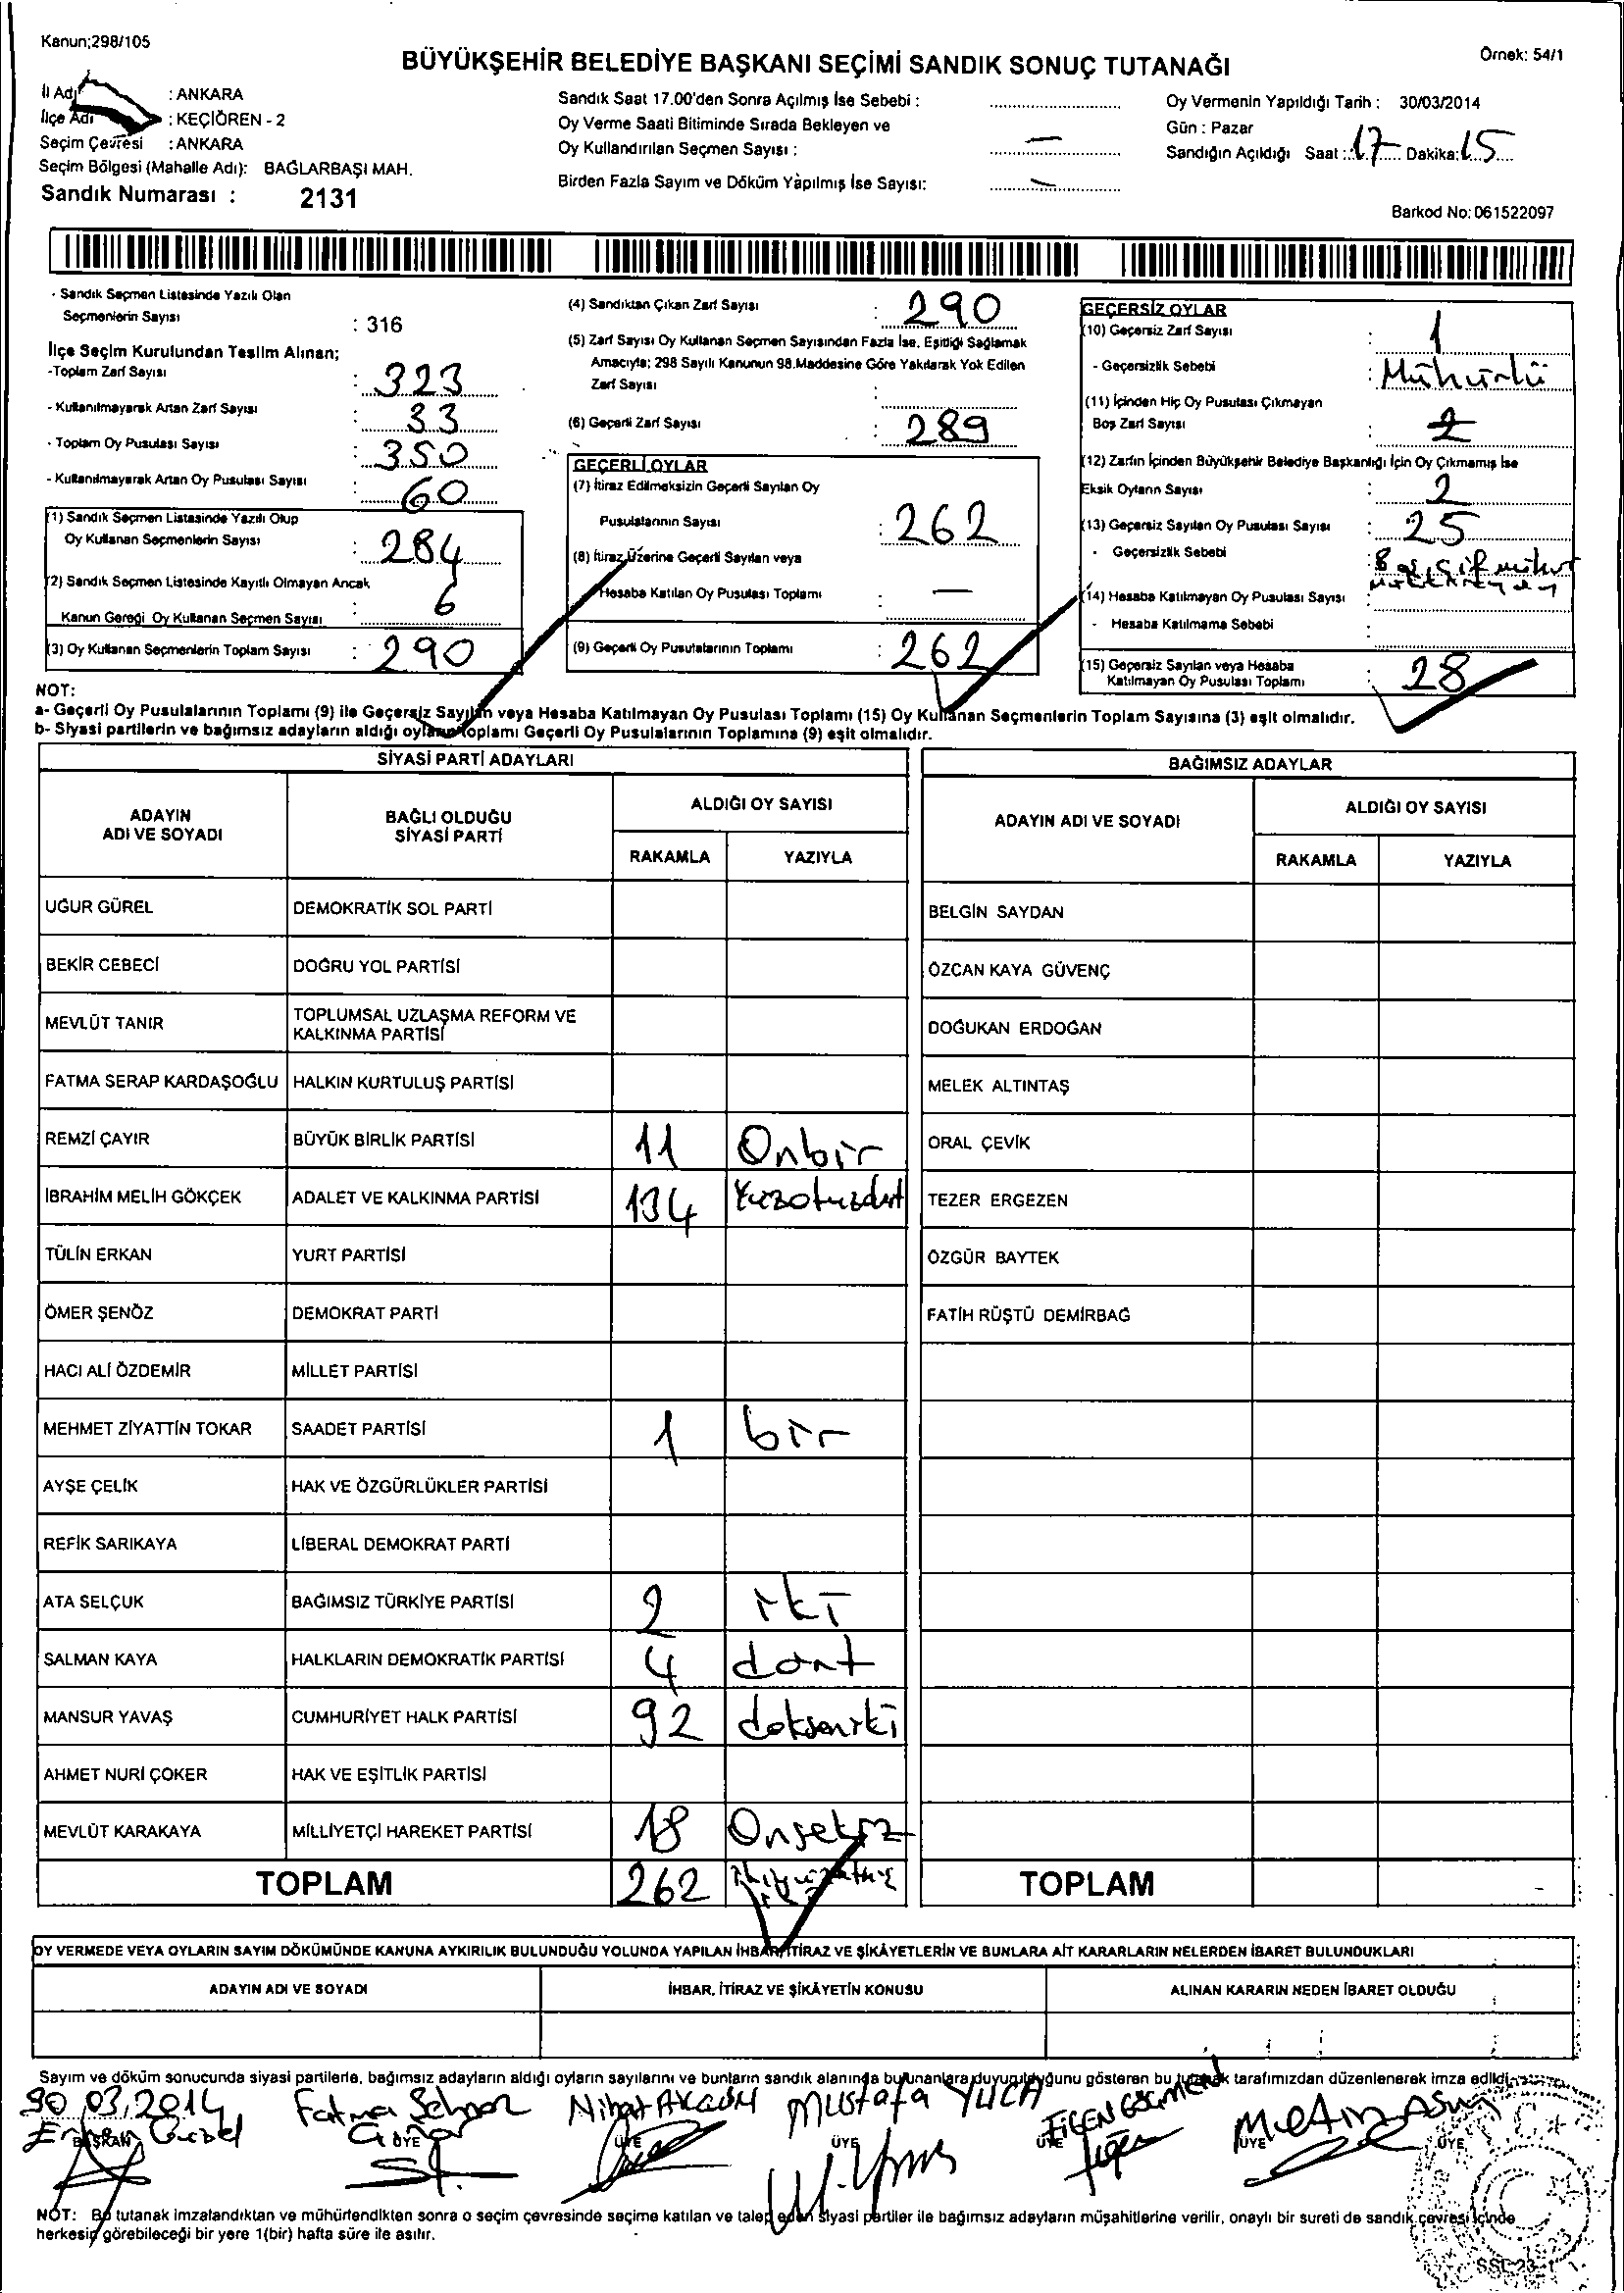 Kanun;298/105
Örnek: 54/1
BÜYÜKŞEHİR BELEDİYE BAŞKANI SEÇİMİ SANDIK SONUÇ TUTANAĞI
İl Adı : ANKARA
İlçe Adı : KEÇİÖREN - 2
Seçim Çevresi : ANKARA
Seçim Bölgesi (Mahalle Adı): BAĞLARBAŞI MAH.
Sandık Numarası : 2131
Sandık Saat 17.00'den Sonra Açılmış İse Sebebi :
Oy Verme Saati Bitiminde Sırada Bekleyen ve
Oy Kullandırılan Seçmen Sayısı : —
Birden Fazla Sayım ve Döküm Yapılmış İse Sayısı: —
Oy Vermenin Yapıldığı Tarih : 30/03/2014
Gün : Pazar
Sandığın Açıldığı Saat : 17 Dakika: 15
Barkod No: 061522097
- Sandık Seçmen Listesinde Yazılı Olan
Seçmenlerin Sayısı : 316
İlçe Seçim Kurulundan Teslim Alınan;
-Toplam Zarf Sayısı : 323
- Kullanılmayarak Artan Zarf Sayısı : 33
- Toplam Oy Pusulası Sayısı : 350
- Kullanılmayarak Artan Oy Pusulası Sayısı : 60
(1) Sandık Seçmen Listesinde Yazılı Olup
Oy Kullanan Seçmenlerin Sayısı : 284
(2) Sandık Seçmen Listesinde Kayıtlı Olmayan Ancak
Kanun Gereği Oy Kullanan Seçmen Sayısı : 6
(3) Oy Kullanan Seçmenlerin Toplam Sayısı : 290
(4) Sandıktan Çıkan Zarf Sayısı : 290
(5) Zarf Sayısı Oy Kullanan Seçmen Sayısından Fazla İse, Eşitliği Sağlamak
Amacıyla; 298 Sayılı Kanunun 98.Maddesine Göre Yakılarak Yok Edilen
Zarf Sayısı :
(6) Geçerli Zarf Sayısı : 289
GEÇERLİ OYLAR
(7) İtiraz Edilmeksizin Geçerli Sayılan Oy
Pusulalarının Sayısı : 262
(8) İtiraz Üzerine Geçerli Sayılan veya
Hesaba Katılan Oy Pusulası Toplamı : —
(9) Geçerli Oy Pusulalarının Toplamı : 262
GEÇERSİZ OYLAR
(10) Geçersiz Zarf Sayısı : 1
- Geçersizlik Sebebi : Mühürlü
(11) İçinden Hiç Oy Pusulası Çıkmayan
Boş Zarf Sayısı :
(12) Zarfın İçinden Büyükşehir Belediye Başkanlığı İçin Oy Çıkmamış İse
Eksik Oyların Sayısı : 2
(13) Geçersiz Sayılan Oy Pusulası Sayısı : 25
- Geçersizlik Sebebi :
(14) Hesaba Katılmayan Oy Pusulası Sayısı :
- Hesaba Katılmama Sebebi :
(15) Geçersiz Sayılan veya Hesaba
Katılmayan Oy Pusulası Toplamı : 28
NOT:
a- Geçerli Oy Pusulalarının Toplamı (9) ile Geçersiz Sayılan veya Hesaba Katılmayan Oy Pusulası Toplamı (15) Oy Kullanan Seçmenlerin Toplam Sayısına (3) eşit olmalıdır.
b- Siyasi partilerin ve bağımsız adayların aldığı oyların toplamı Geçerli Oy Pusulalarının Toplamına (9) eşit olmalıdır.
SİYASİ PARTİ ADAYLARI
ADAYIN ADI VE SOYADI BAĞLI OLDUĞU SİYASİ PARTİ ALDIĞI OY SAYISI
RAKAMLA YAZIYLA
UĞUR GÜREL DEMOKRATİK SOL PARTİ
BEKİR CEBECİ DOĞRU YOL PARTİSİ
MEVLÜT TANIR TOPLUMSAL UZLAŞMA REFORM VE KALKINMA PARTİSİ
FATMA SERAP KARDAŞOĞLU HALKIN KURTULUŞ PARTİSİ
REMZİ ÇAYIR BÜYÜK BİRLİK PARTİSİ 11 Onbir
İBRAHİM MELİH GÖKÇEK ADALET VE KALKINMA PARTİSİ 134 Yüzotuzdört
TÜLİN ERKAN YURT PARTİSİ
ÖMER ŞENÖZ DEMOKRAT PARTİ
HACI ALİ ÖZDEMİR MİLLET PARTİSİ
MEHMET ZİYATTİN TOKAR SAADET PARTİSİ 1 bir
AYŞE ÇELİK HAK VE ÖZGÜRLÜKLER PARTİSİ
REFİK SARIKAYA LİBERAL DEMOKRAT PARTİ
ATA SELÇUK BAĞIMSIZ TÜRKİYE PARTİSİ 2 iki
SALMAN KAYA HALKLARIN DEMOKRATİK PARTİSİ 4 dört
MANSUR YAVAŞ CUMHURİYET HALK PARTİSİ 92 doksaniki
AHMET NURİ ÇOKER HAK VE EŞİTLİK PARTİSİ
MEVLÜT KARAKAYA MİLLİYETÇİ HAREKET PARTİSİ 18 Onsekiz
TOPLAM 262
BAĞIMSIZ ADAYLAR
ADAYIN ADI VE SOYADI ALDIĞI OY SAYISI
RAKAMLA YAZIYLA
BELGİN SAYDAN
ÖZCAN KAYA GÜVENÇ
DOĞUKAN ERDOĞAN
MELEK ALTINTAŞ
ORAL ÇEVİK
TEZER ERGEZEN
ÖZGÜR BAYTEK
FATİH RÜŞTÜ DEMİRBAĞ
TOPLAM
OY VERMEDE VEYA OYLARIN SAYIM DÖKÜMÜNDE KANUNA AYKIRILIK BULUNDUĞU YOLUNDA YAPILAN İHBAR, İTİRAZ VE ŞİKÂYETLERİN VE BUNLARA AİT KARARLARIN NELERDEN İBARET BULUNDUKLARI
ADAYIN ADI VE SOYADI İHBAR, İTİRAZ VE ŞİKÂYETİN KONUSU ALINAN KARARIN NEDEN İBARET OLDUĞU
Sayım ve döküm sonucunda siyasi partilerle, bağımsız adayların aldığı oyların sayılarını ve bunların sandık alanında bulunanlara duyurulduğunu gösteren bu tutanak tarafımızdan düzenlenerek imza edildi.
30.03.2014 Fatma Nihat Mustafa YUCA FİGEN GÖÇMEN Metin
BAŞKAN ÜYE ÜYE ÜYE ÜYE ÜYE ÜYE
NOT: Bu tutanak imzalandıktan ve mühürlendikten sonra o seçim çevresinde seçime katılan ve talep eden siyasi partiler ile bağımsız adayların müşahitlerine verilir, onaylı bir sureti de sandık çevresi içinde
herkesin görebileceği bir yere 1(bir) hafta süre ile asılır.